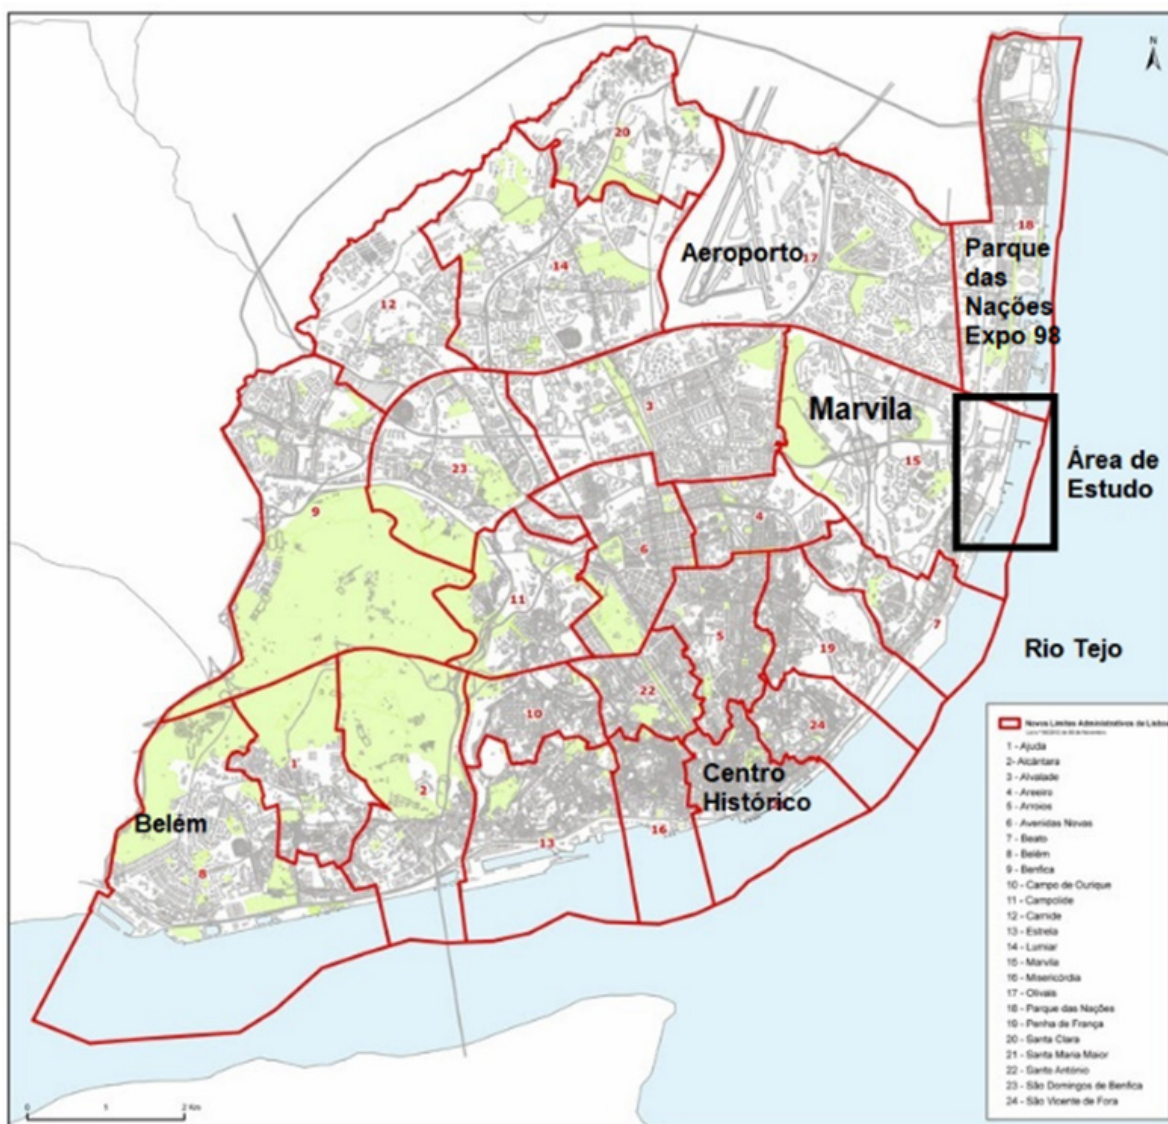 N
20
18
Aeroporto
17
Parque
das
Nações
Expo 98
14
12
3
Marvila
15
Área de
Estudo
23
9
4
6
11
5
7
19
Rio Tejo
22
10
24
Centro
Histórico
1
2
Belém
16
13
8
Novos Limites Administrativos de Lisboa
1 - Ajuda
2- Alcântara
3 - Alvalade
4 - Areeiro
5 - Arroios
6 - Avenidas Novas
7 - Beato
8 - Belém
9 - Benfica
10 - Campo de Ourique
11 - Campolide
12 - Carnide
13 - Estrela
14 - Lumiar
15 - Marvila
16 - Misericórdia
17 - Olivais
18 - Parque das Nações
19 - Penha de França
20 - Santa Clara
21 - Santa Maria Maior
22 - Santo António
23 - São Domingos de Benfica
24 - São Vicente de Fora
0 1 2 Km